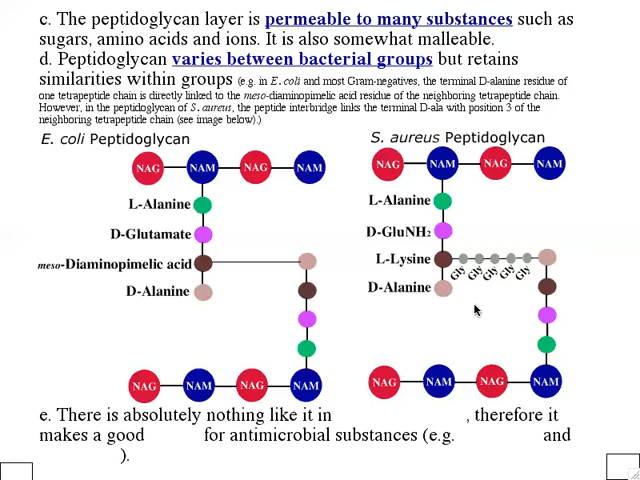 c. The peptidoglycan layer is permeable to many substances such as
sugars, amino acids and ions. It is also somewhat malleable.
d. Peptidoglycan varies between bacterial groups but retains
similarities within groups (e.g. in E. coli and most Gram-negatives, the terminal D-alanine residue of
one tetrapeptide chain is directly linked to the meso-diaminopimelic acid residue of the neighboring tetrapeptide chain.
However, in the peptidoglycan of S. aureus, the peptide interbridge links the terminal D-ala with position 3 of the
neighboring tetrapeptide chain (see image below).)
E. coli Peptidoglycan
NAG NAM NAG NAM
L-Alanine
D-Glutamate
meso-Diaminopimelic acid
D-Alanine
NAG NAM NAG NAM
S. aureus Peptidoglycan
NAG NAM NAG NAM
L-Alanine
D-GluNH2
L-Lysine
Gly Gly Gly Gly Gly
D-Alanine
NAG NAM NAG NAM
e. There is absolutely nothing like it in , therefore it
makes a good for antimicrobial substances (e.g. and
).